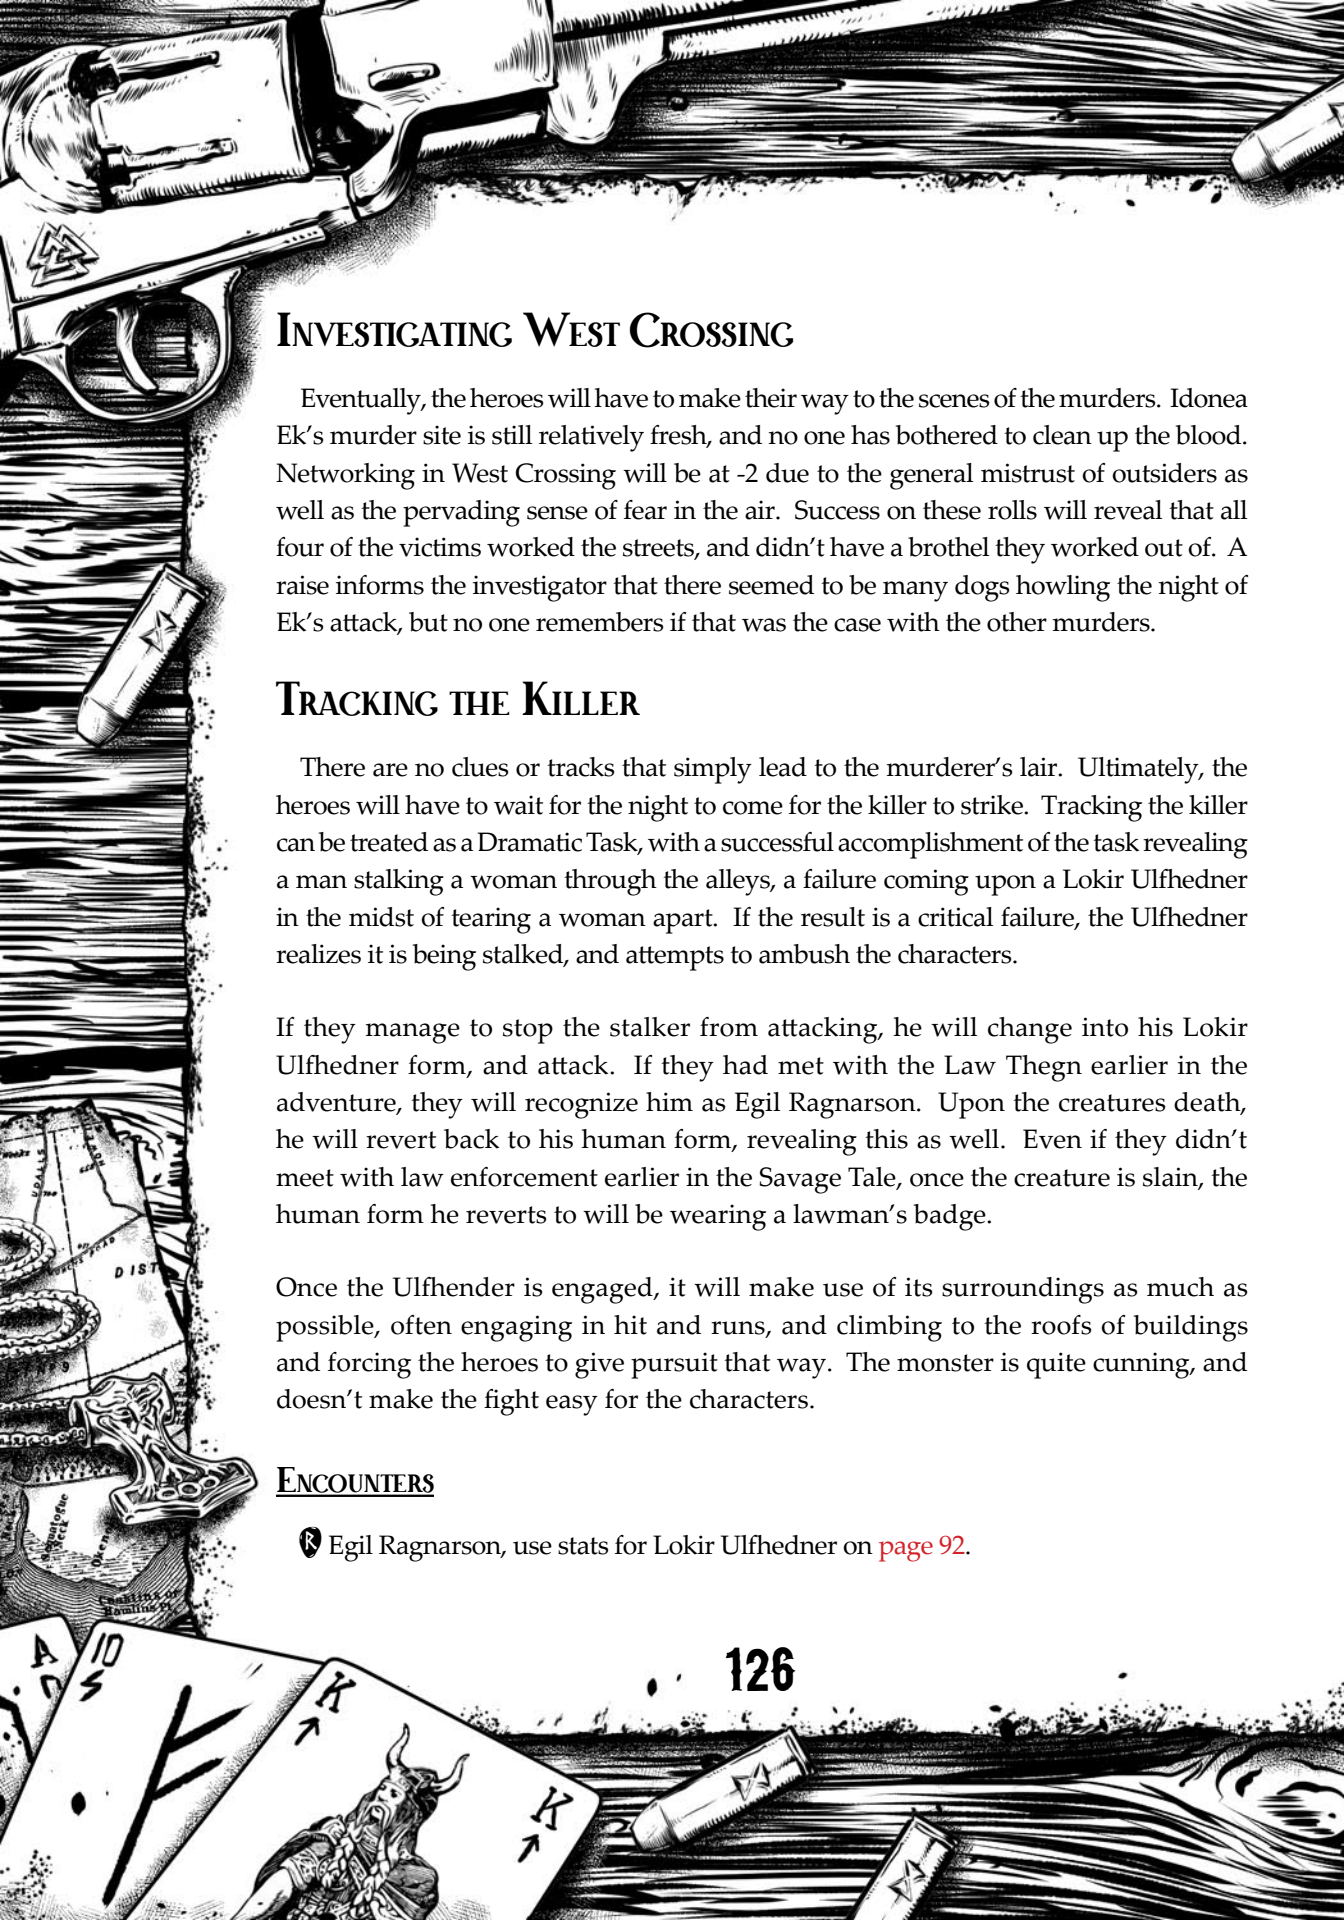 Investigating West Crossing
Eventually, the heroes will have to make their way to the scenes of the murders. Idonea
Ek's murder site is still relatively fresh, and no one has bothered to clean up the blood.
Networking in West Crossing will be at -2 due to the general mistrust of outsiders as
well as the pervading sense of fear in the air. Success on these rolls will reveal that all
four of the victims worked the streets, and didn't have a brothel they worked out of. A
raise informs the investigator that there seemed to be many dogs howling the night of
Ek's attack, but no one remembers if that was the case with the other murders.
Tracking the Killer
There are no clues or tracks that simply lead to the murderer's lair. Ultimately, the
heroes will have to wait for the night to come for the killer to strike. Tracking the killer
can be treated as a Dramatic Task, with a successful accomplishment of the task revealing
a man stalking a woman through the alleys, a failure coming upon a Lokir Ulfhedner
in the midst of tearing a woman apart. If the result is a critical failure, the Ulfhedner
realizes it is being stalked, and attempts to ambush the characters.
If they manage to stop the stalker from attacking, he will change into his Lokir
Ulfhedner form, and attack. If they had met with the Law Thegn earlier in the
adventure, they will recognize him as Egil Ragnarson. Upon the creatures death,
he will revert back to his human form, revealing this as well. Even if they didn't
meet with law enforcement earlier in the Savage Tale, once the creature is slain, the
human form he reverts to will be wearing a lawman's badge.
Once the Ulfhender is engaged, it will make use of its surroundings as much as
possible, often engaging in hit and runs, and climbing to the roofs of buildings
and forcing the heroes to give pursuit that way. The monster is quite cunning, and
doesn't make the fight easy for the characters.
Encounters
Egil Ragnarson, use stats for Lokir Ulfhedner on page 92.
DIST
A
10
K
K
126